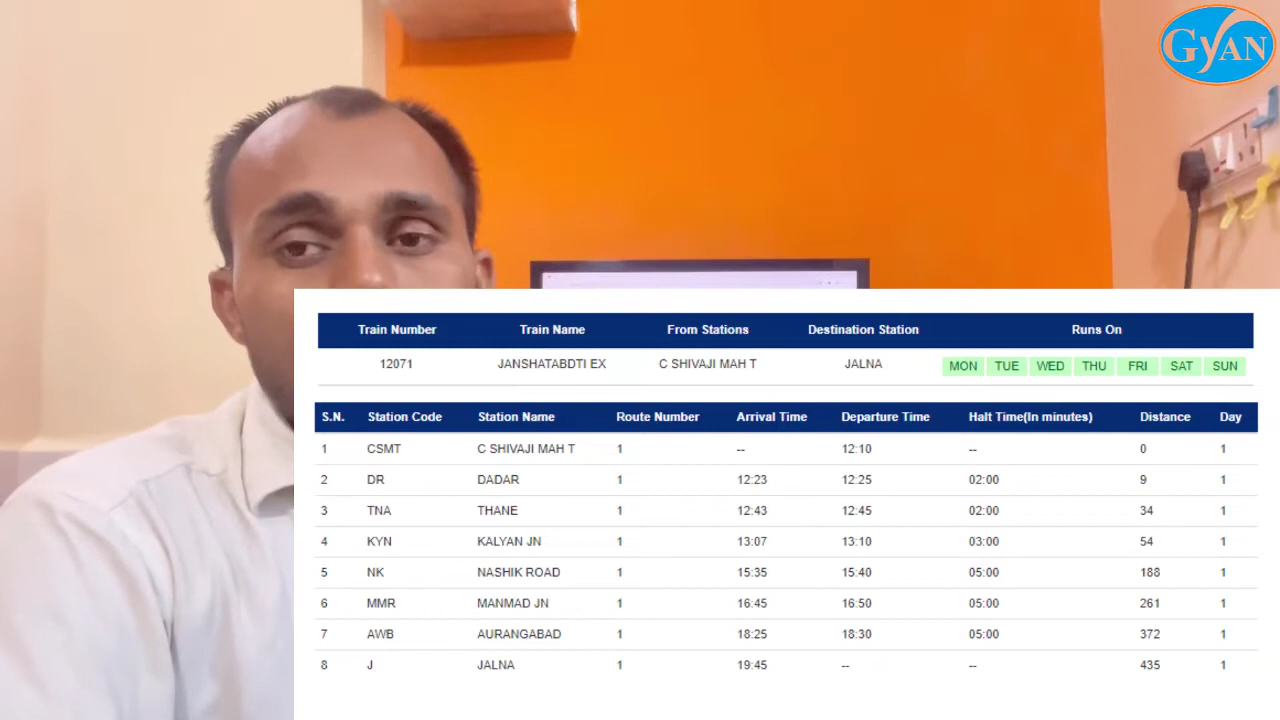 GYAN
Train Number Train Name From Stations Destination Station Runs On
12071 JANSHATABDTI EX C SHIVAJI MAH T JALNA MON TUE WED THU FRI SAT SUN
S.N. Station Code Station Name Route Number Arrival Time Departure Time Halt Time(In minutes) Distance Day
1 CSMT C SHIVAJI MAH T 1 -- 12:10 -- 0 1
2 DR DADAR 1 12:23 12:25 02:00 9 1
3 TNA THANE 1 12:43 12:45 02:00 34 1
4 KYN KALYAN JN 1 13:07 13:10 03:00 54 1
5 NK NASHIK ROAD 1 15:35 15:40 05:00 188 1
6 MMR MANMAD JN 1 16:45 16:50 05:00 261 1
7 AWB AURANGABAD 1 18:25 18:30 05:00 372 1
8 J JALNA 1 19:45 -- -- 435 1